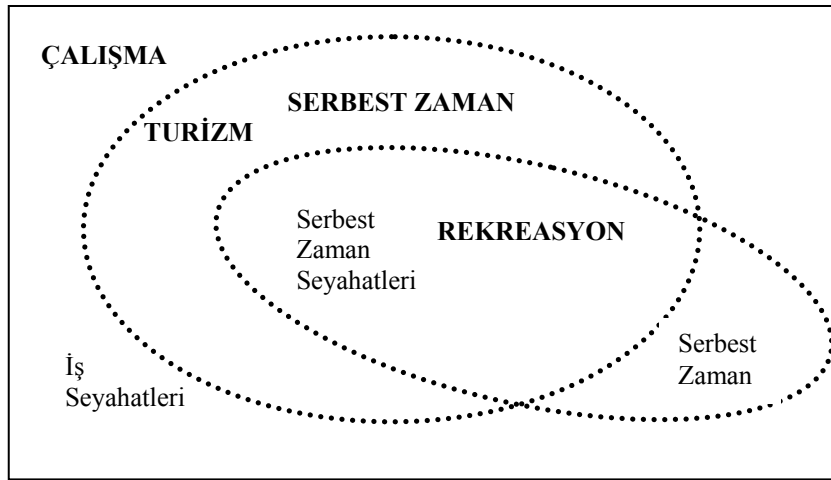 ÇALIŞMA
SERBEST ZAMAN
TURİZM
Serbest
Zaman
Seyahatleri
REKREASYON
Serbest
Zaman
İş
Seyahatleri